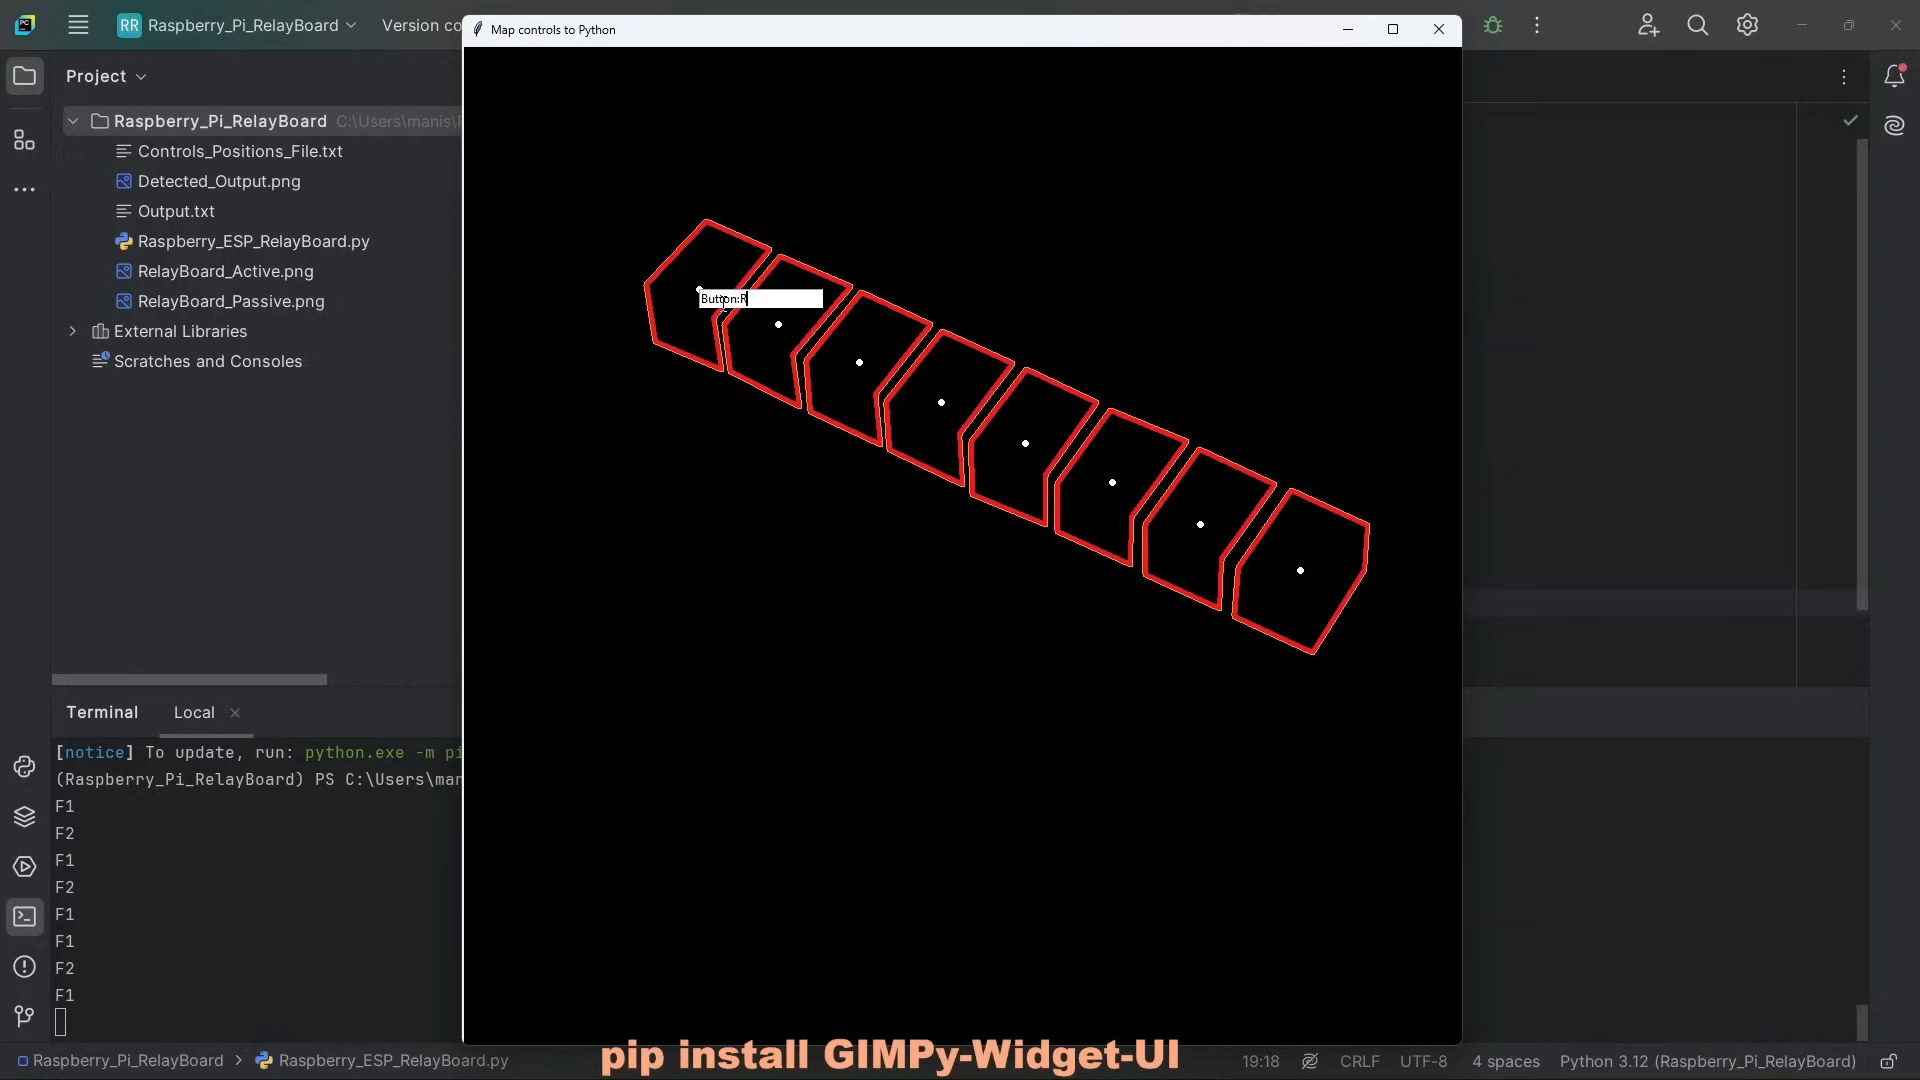 RR Raspberry_Pi_RelayBoard Version co
Map controls to Python
Project
Raspberry_Pi_RelayBoard C:\Users\manis\
Controls_Positions_File.txt
Detected_Output.png
Output.txt
Raspberry_ESP_RelayBoard.py
RelayBoard_Active.png
RelayBoard_Passive.png
External Libraries
Scratches and Consoles
Button:R
Terminal Local
[notice] To update, run: python.exe -m pi
(Raspberry_Pi_RelayBoard) PS C:\Users\man
F1
F2
F1
F2
F1
F1
F2
F1
pip install GIMPy-Widget-UI
Raspberry_Pi_RelayBoard > Raspberry_ESP_RelayBoard.py 19:18 CRLF UTF-8 4 spaces Python 3.12 (Raspberry_Pi_RelayBoard)